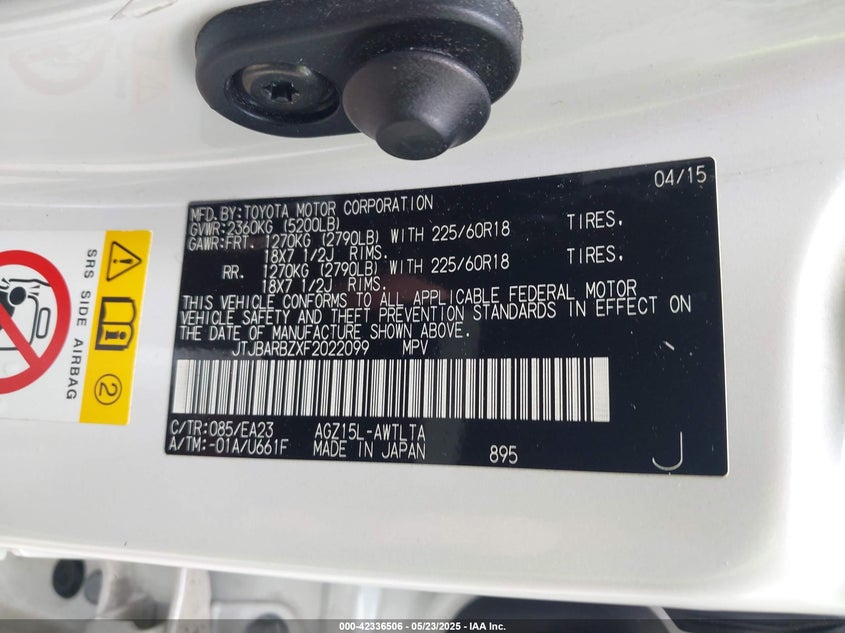 04/15
MFD. BY: TOYOTA MOTOR CORPORATION
GVWR: 2360KG (5200LB)
GAWR: FRT. 1270KG (2790LB) WITH 225/60R18 TIRES,
18X7 1/2J RIMS.
RR. 1270KG (2790LB) WITH 225/60R18 TIRES,
18X7 1/2J RIMS.
THIS VEHICLE CONFORMS TO ALL APPLICABLE FEDERAL MOTOR
VEHICLE SAFETY AND THEFT PREVENTION STANDARDS IN EFFECT ON
THE DATE OF MANUFACTURE SHOWN ABOVE.
JTJBARBZXF2022099 MPV
C/TR: 085/EA23 AGZ15L-AWTLTA
A/TM: -01A/U661F MADE IN JAPAN 895
J
SRS SIDE AIRBAG
2
000-42336506 - 05/23/2025 - IAA Inc.